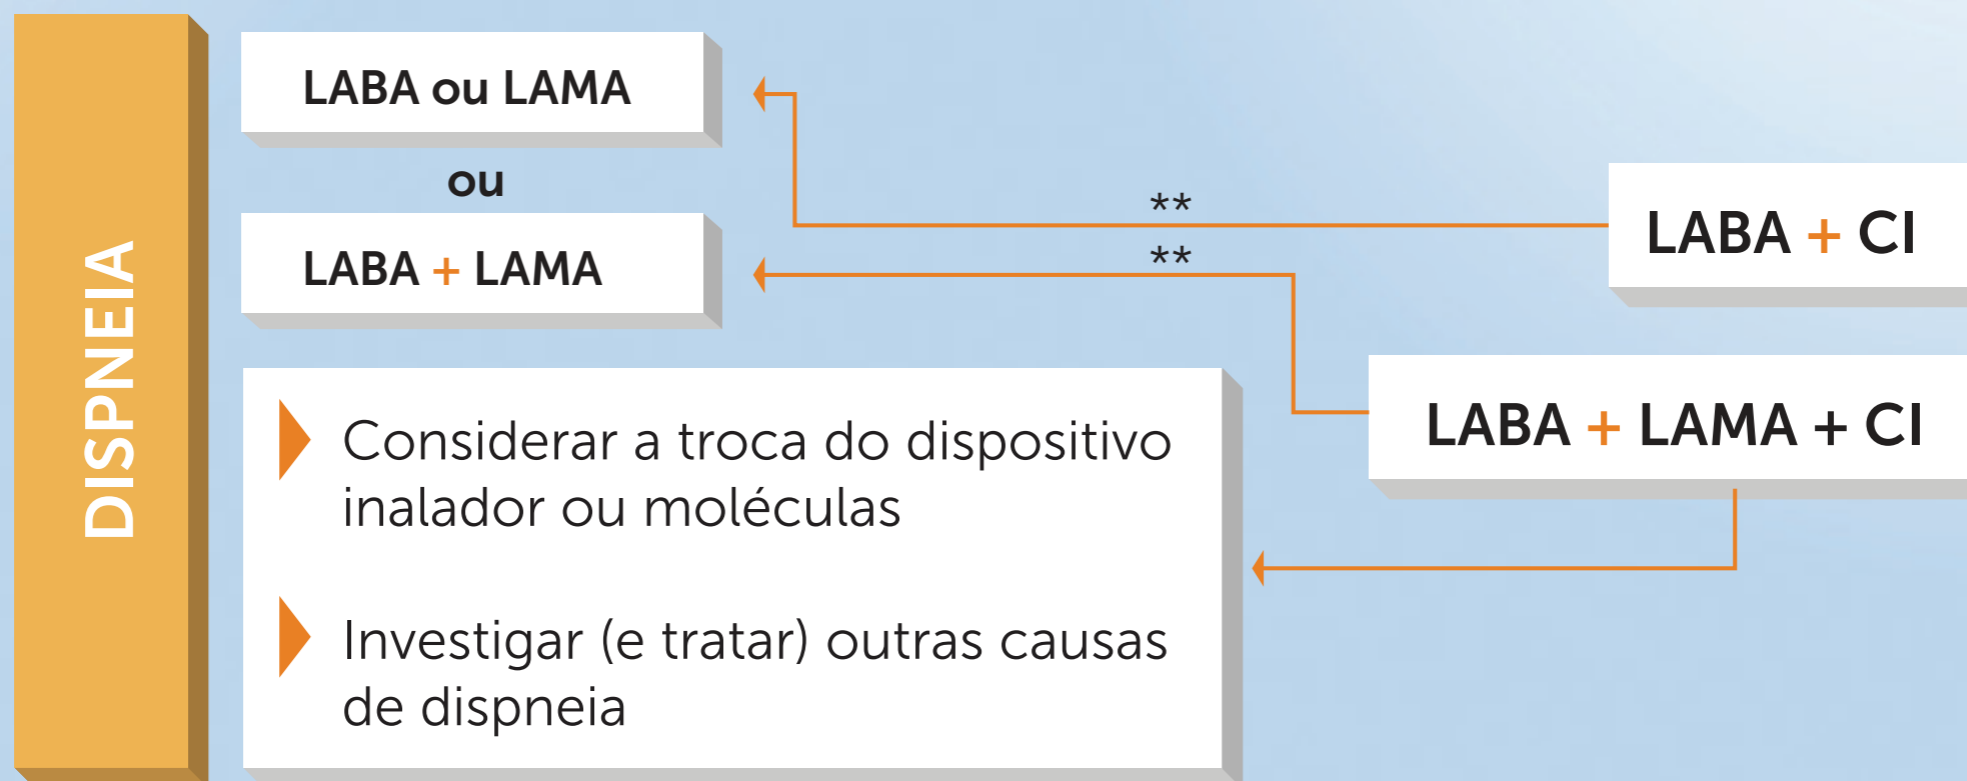 DISPNEIA
LABA ou LAMA
ou
LABA + LAMA
**
**
LABA + CI
LABA + LAMA + CI
Considerar a troca do dispositivo
inalador ou moléculas
Investigar (e tratar) outras causas
de dispneia